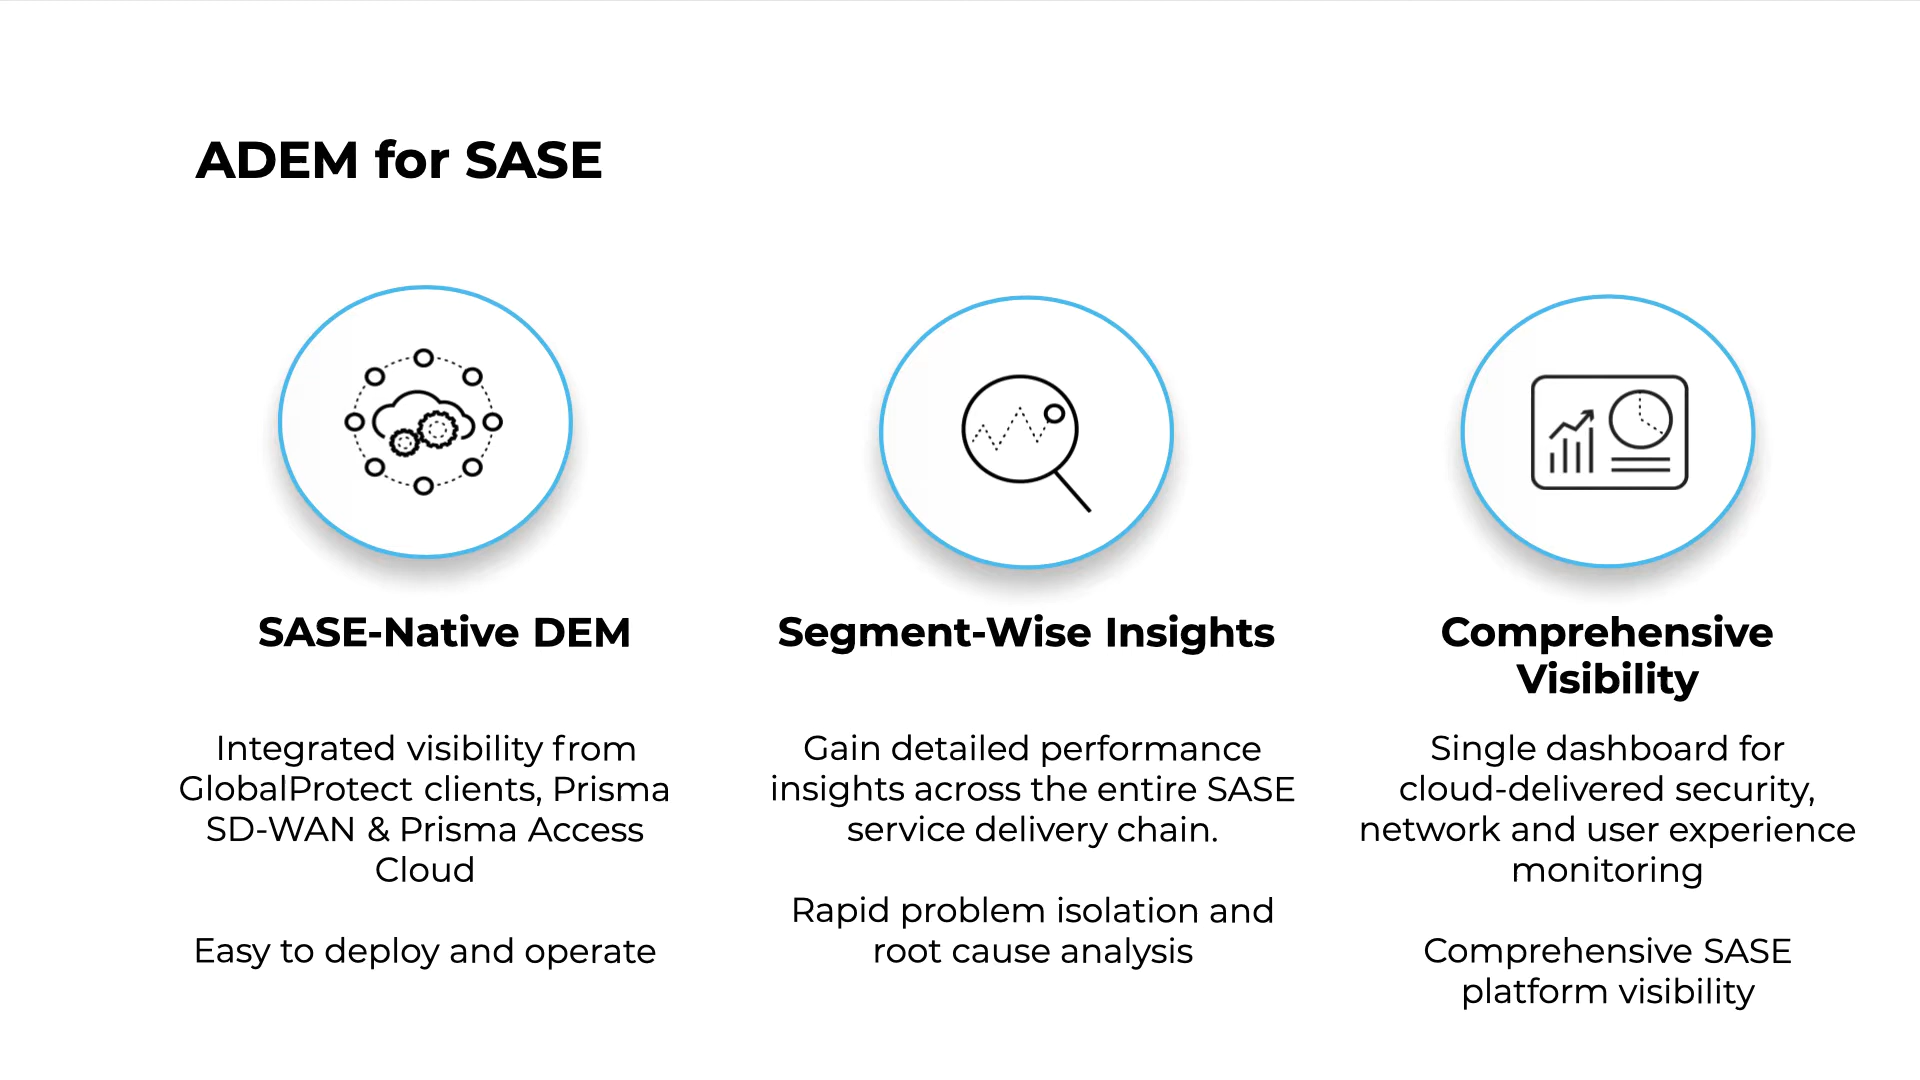 ADEM for SASE
SASE-Native DEM
Integrated visibility from
GlobalProtect clients, Prisma
SD-WAN & Prisma Access
Cloud
Easy to deploy and operate
Segment-Wise Insights
Gain detailed performance
insights across the entire SASE
service delivery chain.
Rapid problem isolation and
root cause analysis
Comprehensive
Visibility
Single dashboard for
cloud-delivered security,
network and user experience
monitoring
Comprehensive SASE
platform visibility